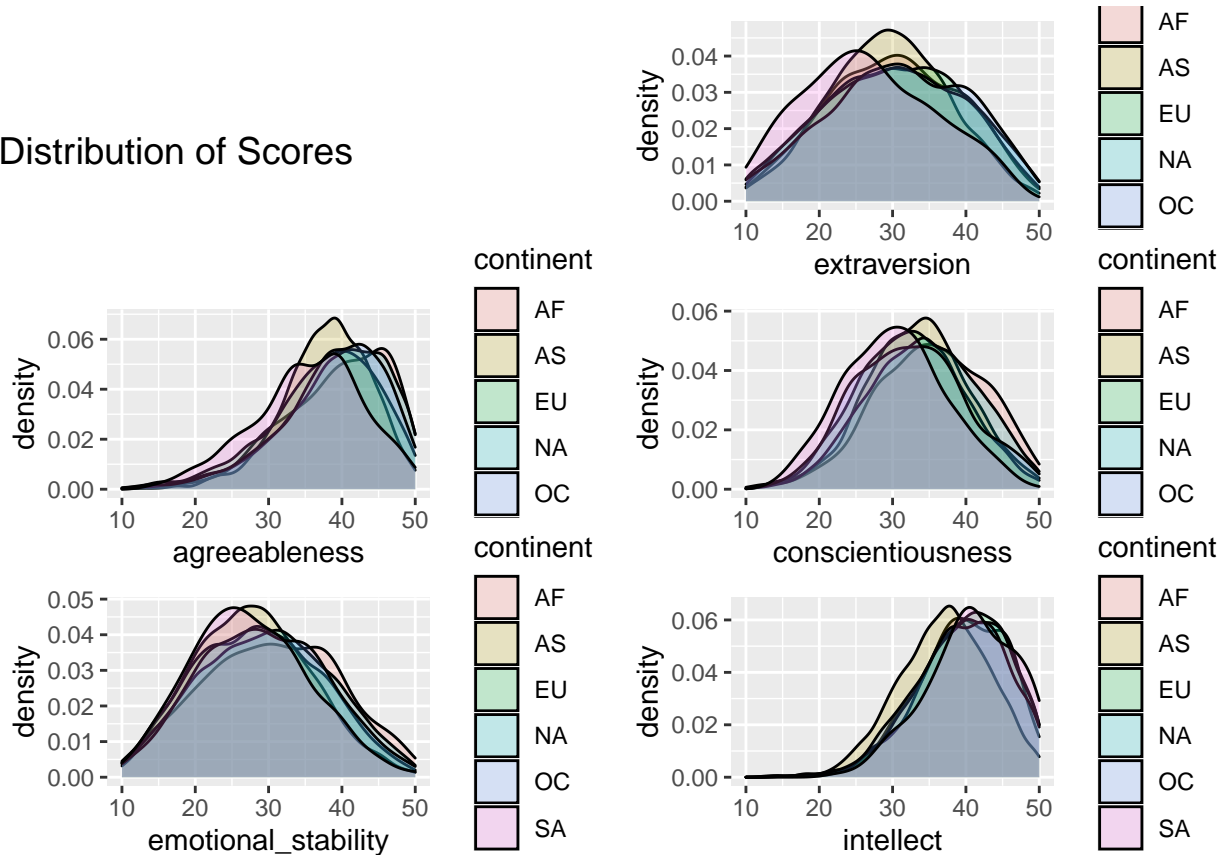 Distribution of Scores
density
0.04
0.03
0.02
0.01
0.00
10 20 30 40 50
extraversion
AF
AS
EU
NA
OC
density
0.06
0.04
0.02
0.00
10 20 30 40 50
agreeableness
continent
AF
AS
EU
NA
OC
density
0.06
0.04
0.02
0.00
10 20 30 40 50
conscientiousness
continent
AF
AS
EU
NA
OC
density
0.05
0.04
0.03
0.02
0.01
0.00
10 20 30 40 50
emotional_stability
continent
AF
AS
EU
NA
OC
SA
density
0.06
0.04
0.02
0.00
10 20 30 40 50
intellect
continent
AF
AS
EU
NA
OC
SA